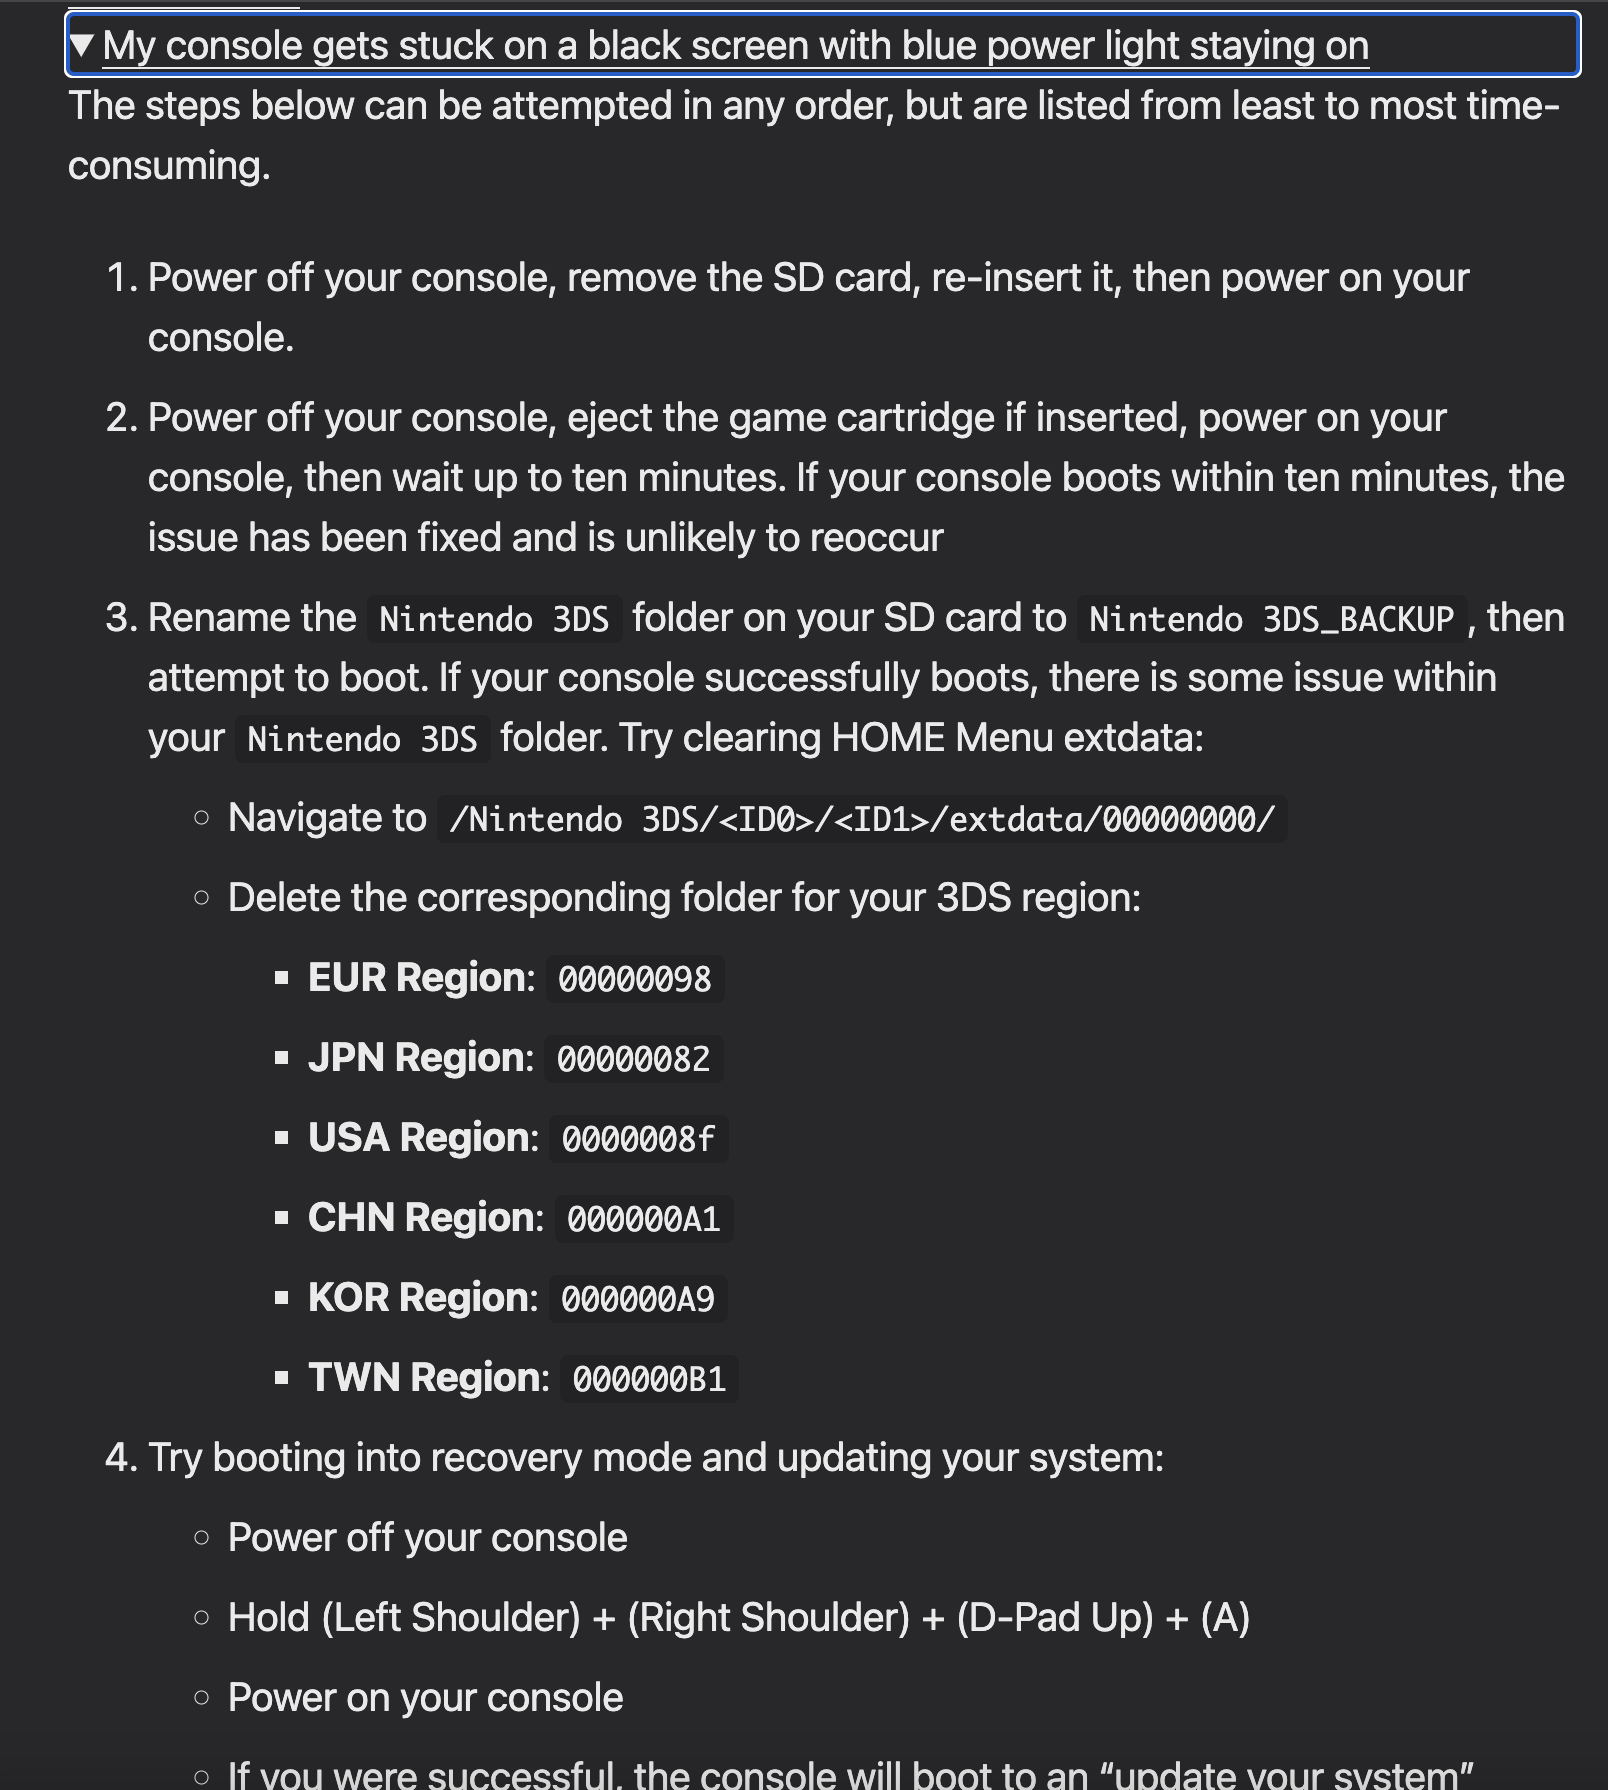 ▼ My console gets stuck on a black screen with blue power light staying on
The steps below can be attempted in any order, but are listed from least to most time-
consuming.
1. Power off your console, remove the SD card, re-insert it, then power on your
console.
2. Power off your console, eject the game cartridge if inserted, power on your
console, then wait up to ten minutes. If your console boots within ten minutes, the
issue has been fixed and is unlikely to reoccur
3. Rename the Nintendo 3DS folder on your SD card to Nintendo 3DS_BACKUP, then
attempt to boot. If your console successfully boots, there is some issue within
your Nintendo 3DS folder. Try clearing HOME Menu extdata:
◦ Navigate to /Nintendo 3DS/<ID0>/<ID1>/extdata/00000000/
◦ Delete the corresponding folder for your 3DS region:
▪ EUR Region: 00000098
▪ JPN Region: 00000082
▪ USA Region: 0000008f
▪ CHN Region: 000000A1
▪ KOR Region: 000000A9
▪ TWN Region: 000000B1
4. Try booting into recovery mode and updating your system:
◦ Power off your console
◦ Hold (Left Shoulder) + (Right Shoulder) + (D-Pad Up) + (A)
◦ Power on your console
◦ If you were successful, the console will boot to an “update your system”